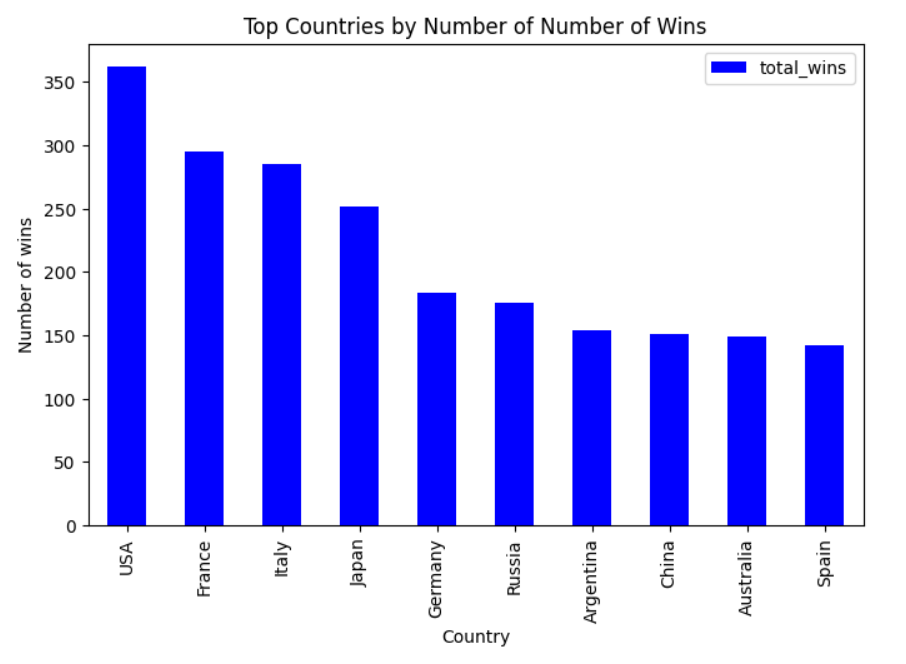 Top Countries by Number of Number of Wins
total_wins
Number of wins
350
300
250
200
150
100
50
0
USA
France
Italy
Japan
Germany
Russia
Argentina
China
Australia
Spain
Country